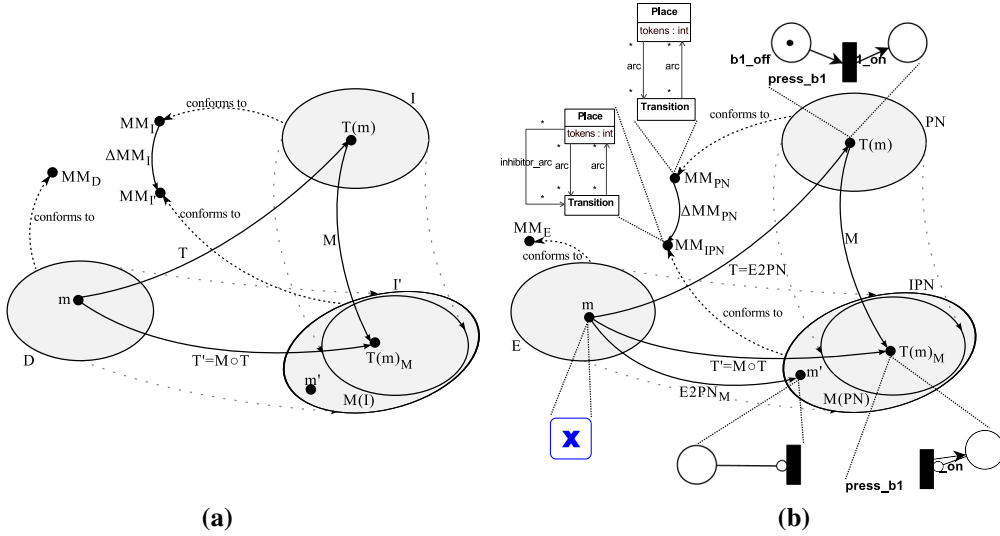 I
conforms to
MM_I
T(m)
ΔMM_I
MM_D
MM_I'
conforms to
conforms to
T
M
I'
m
D
T'=M○T
T(m)_M
m'
M(I)
(a)
Place
tokens : int
* *
arc arc
* *
Transition
b1_off
1_on
press_b1
Place
tokens : int
*
* *
inhibitor_arc
arc arc
* * *
Transition
conforms to
PN
T(m)
MM_PN
ΔMM_PN
MM_E
MM_IPN
conforms to
M
T=E2PN
IPN
m
conforms to
E
T'=M○T
T(m)_M
m'
E2PN_M
M(PN)
X
press_b1
_on
(b)